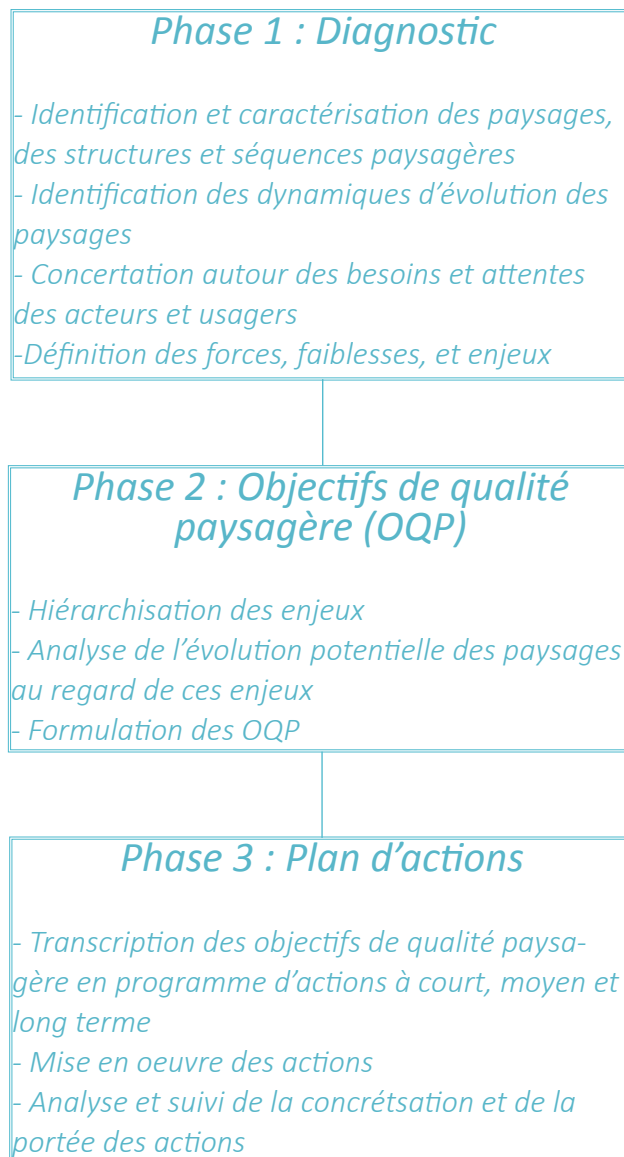 Phase 1 : Diagnostic
- Identification et caractérisation des paysages,
des structures et séquences paysagères
- Identification des dynamiques d’évolution des
paysages
- Concertation autour des besoins et attentes
des acteurs et usagers
-Définition des forces, faiblesses, et enjeux
Phase 2 : Objectifs de qualité
paysagère (OQP)
- Hiérarchisation des enjeux
- Analyse de l’évolution potentielle des paysages
au regard de ces enjeux
- Formulation des OQP
Phase 3 : Plan d’actions
- Transcription des objectifs de qualité paysa-
gère en programme d’actions à court, moyen et
long terme
- Mise en oeuvre des actions
- Analyse et suivi de la concrétsation et de la
portée des actions